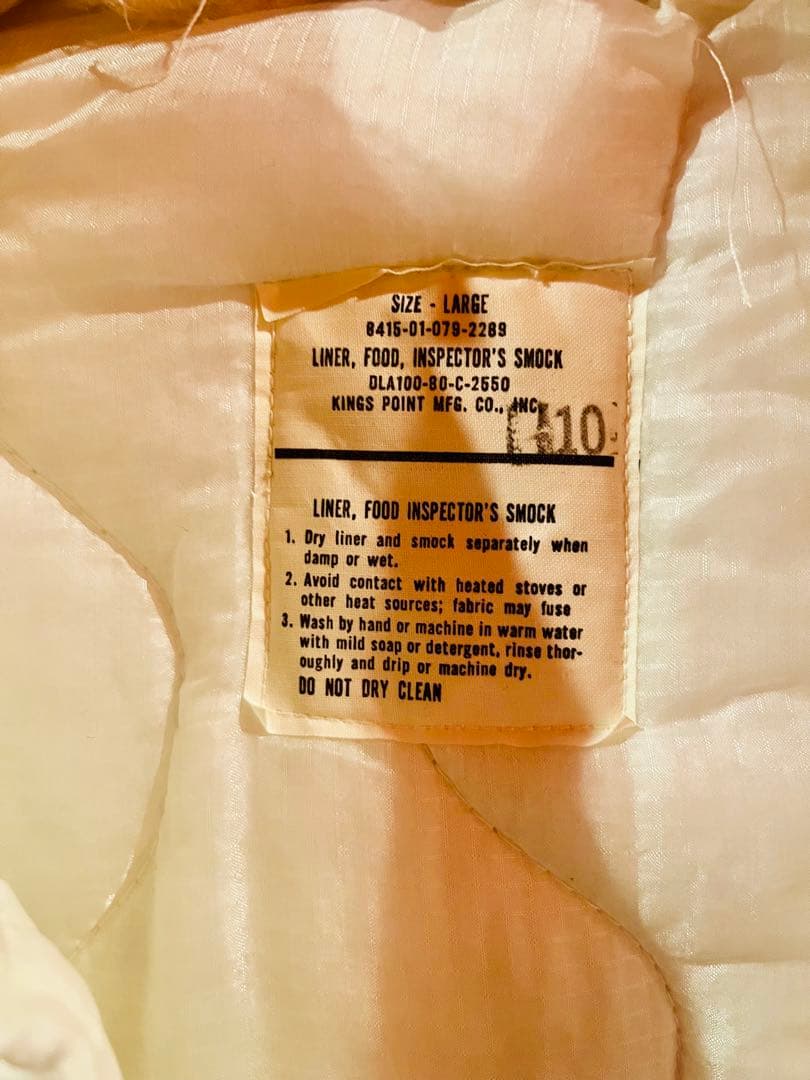 SIZE - LARGE
8415-01-079-2289
LINER, FOOD, INSPECTOR'S SMOCK
DLA100-80-C-2550
KINGS POINT MFG. CO., INC.
10
LINER, FOOD INSPECTOR'S SMOCK
1. Dry liner and smock separately when
damp or wet.
2. Avoid contact with heated stoves or
other heat sources; fabric may fuse
3. Wash by hand or machine in warm water
with mild soap or detergent, rinse thor-
oughly and drip or machine dry.
DO NOT DRY CLEAN